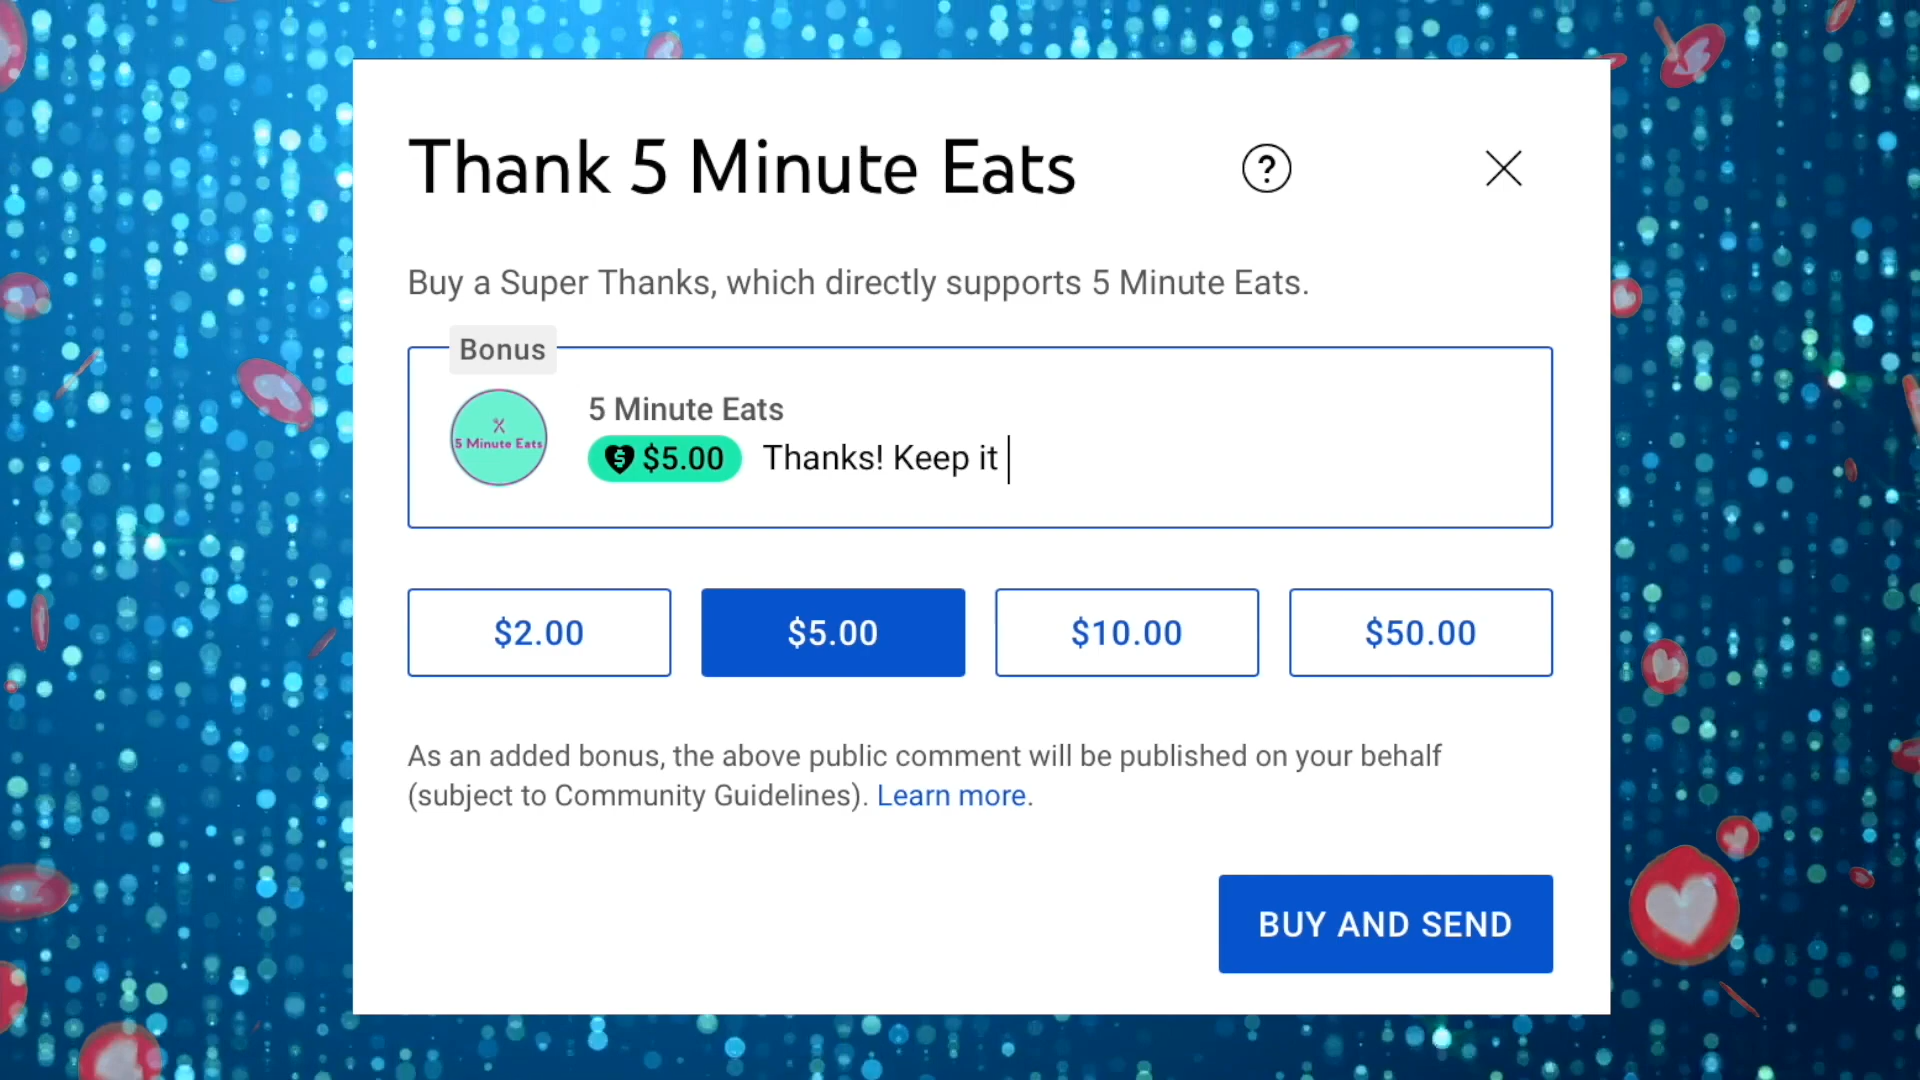 Thank 5 Minute Eats
?
Buy a Super Thanks, which directly supports 5 Minute Eats.
Bonus
5 Minute Eats
5 Minute Eats
$ $5.00 Thanks! Keep it
$2.00 $5.00 $10.00 $50.00
As an added bonus, the above public comment will be published on your behalf
(subject to Community Guidelines). Learn more.
BUY AND SEND